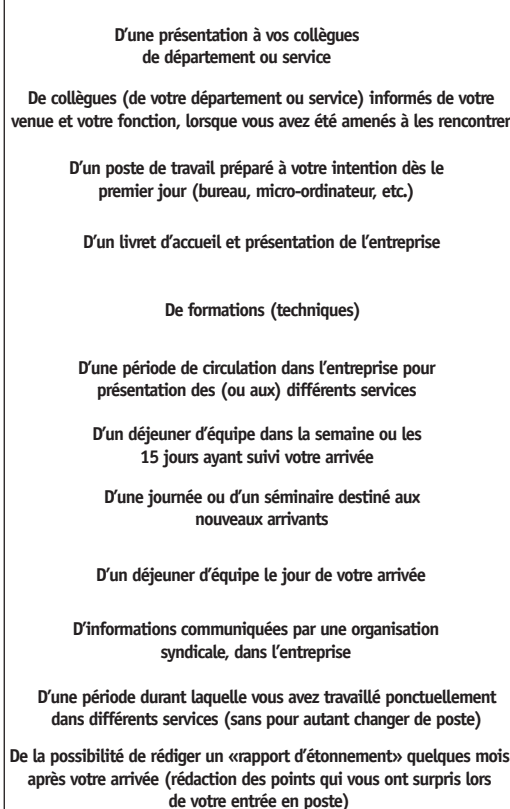 D’une présentation à vos collègues
de département ou service
De collègues (de votre département ou service) informés de votre
venue et votre fonction, lorsque vous avez été amenés à les rencontrer
D’un poste de travail préparé à votre intention dès le
premier jour (bureau, micro-ordinateur, etc.)
D’un livret d’accueil et présentation de l’entreprise
De formations (techniques)
D’une période de circulation dans l’entreprise pour
présentation des (ou aux) différents services
D’un déjeuner d’équipe dans la semaine ou les
15 jours ayant suivi votre arrivée
D’une journée ou d’un séminaire destiné aux
nouveaux arrivants
D’un déjeuner d’équipe le jour de votre arrivée
D’informations communiquées par une organisation
syndicale, dans l’entreprise
D’une période durant laquelle vous avez travaillé ponctuellement
dans différents services (sans pour autant changer de poste)
De la possibilité de rédiger un «rapport d’étonnement» quelques mois
après votre arrivée (rédaction des points qui vous ont surpris lors
de votre entrée en poste)